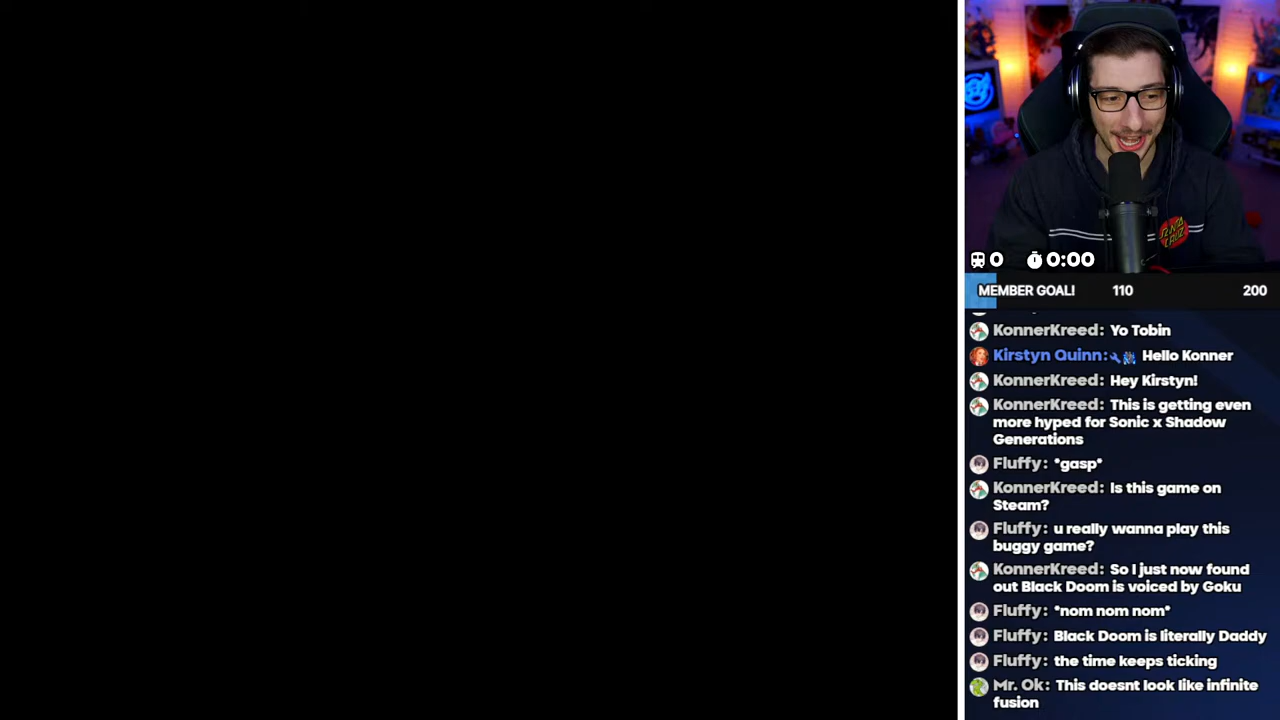 SANTA
CRUZ
0 0:00
MEMBER GOAL! 110 200
KonnerKreed: Yo Tobin
Kirstyn Quinn: Hello Konner
KonnerKreed: Hey Kirstyn!
KonnerKreed: This is getting even
more hyped for Sonic x Shadow
Generations
Fluffy: *gasp*
KonnerKreed: Is this game on
Steam?
Fluffy: u really wanna play this
buggy game?
KonnerKreed: So I just now found
out Black Doom is voiced by Goku
Fluffy: *nom nom nom*
Fluffy: Black Doom is literally Daddy
Fluffy: the time keeps ticking
Mr. Ok: This doesnt look like infinite
fusion